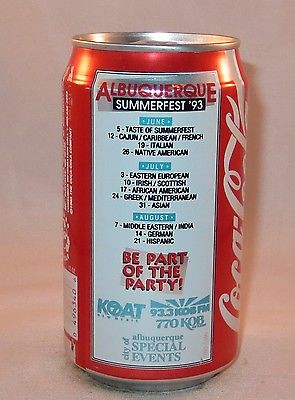 ALBUQUERQUE
SUMMERFEST '93
JUNE
5 - TASTE OF SUMMERFEST
12 - CAJUN / CARIBBEAN / FRENCH
19 - ITALIAN
26 - NATIVE AMERICAN
JULY
3 - EASTERN EUROPEAN
10 - IRISH / SCOTTISH
17 - AFRICAN AMERICAN
24 - GREEK / MEDITERRANEAN
31 - ASIAN
AUGUST
7 - MIDDLE EASTERN / INDIA
14 - GERMAN
21 - HISPANIC
BE PART
OF THE
PARTY!
KOAT
93.3 KOB FM
770 KOB
city of albuquerque
SPECIAL
EVENTS